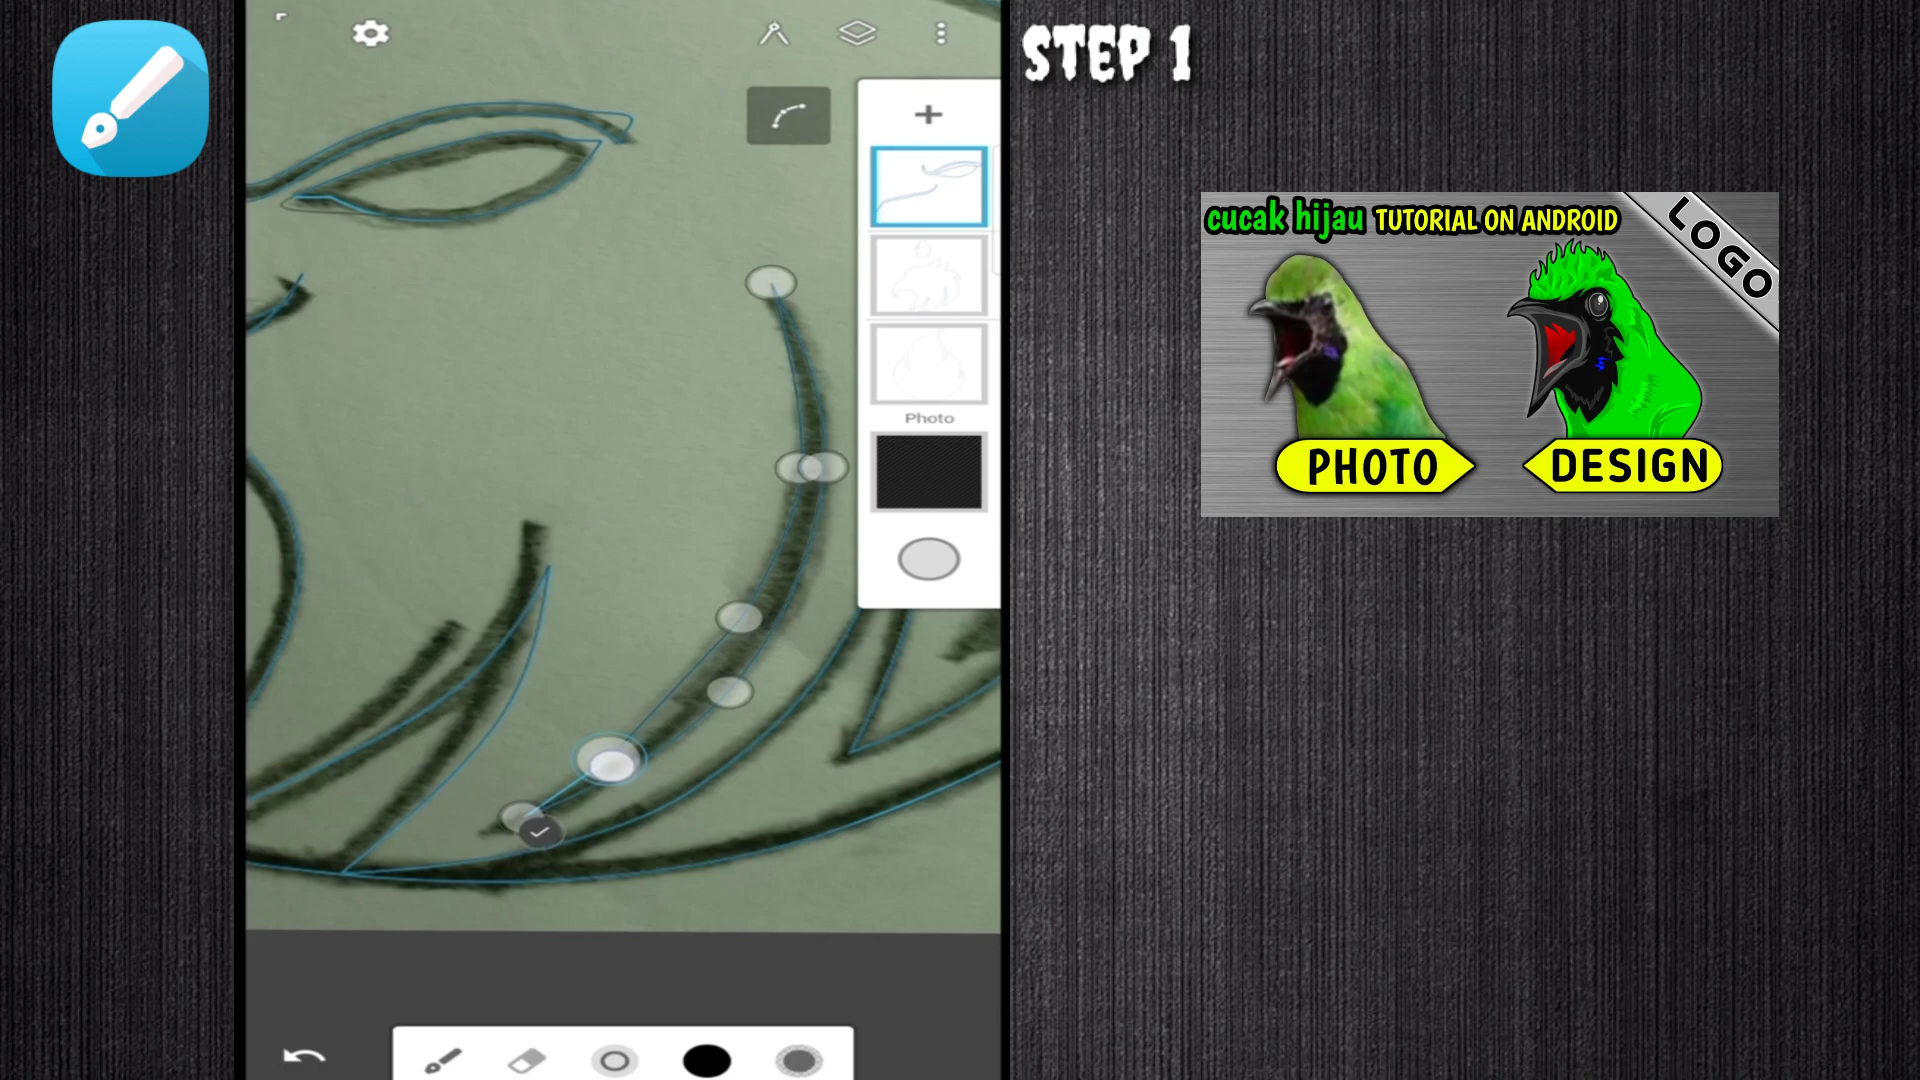 STEP 1
cucak hijau TUTORIAL ON ANDROID
LOGO
PHOTO
DESIGN
Photo